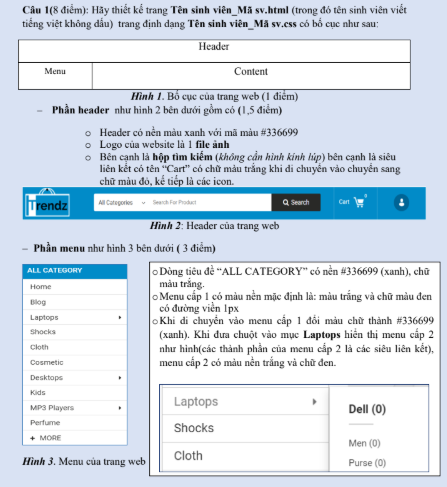 Câu 1(8 điểm): Hãy thiết kế trang Tên sinh viên_Mã sv.html (trong đó tên sinh viên viết
tiếng việt không dấu) trang định dạng Tên sinh viên_Mã sv.css có bố cục như sau:
Header
Menu
Content
Hình 1. Bố cục của trang web (1 điểm)
– Phần header như hình 2 bên dưới gồm có (1,5 điểm)
o Header có nền màu xanh với mã màu #336699
o Logo của website là 1 file ảnh
o Bên cạnh là hộp tìm kiếm (không cần hình kính lúp) bên cạnh là siêu
liên kết có tên “Cart” có chữ màu trắng khi di chuyển vào chuyển sang
chữ màu đỏ, kế tiếp là các icon.
Trendz
All Categories
Search For Product
Search
Cart
0
Hình 2: Header của trang web
– Phần menu như hình 3 bên dưới ( 3 điểm)
ALL CATEGORY
Home
Blog
Laptops
Shocks
Cloth
Cosmetic
Desktops
Kids
MP3 Players
Perfume
+ MORE
Hình 3. Menu của trang web
o Dòng tiêu đề “ALL CATEGORY” có nền #336699 (xanh), chữ
màu trắng.
o Menu cấp 1 có màu nền mặc định là: màu trắng và chữ màu đen
có đường viền 1px
o Khi di chuyển vào menu cấp 1 đổi màu chữ thành #336699
(xanh). Khi đưa chuột vào mục Laptops hiển thị menu cấp 2
như hình(các thành phần của menu cấp 2 là các siêu liên kết),
menu cấp 2 có màu nền trắng và chữ đen.
Laptops
Shocks
Cloth
Dell (0)
Men (0)
Purse (0)